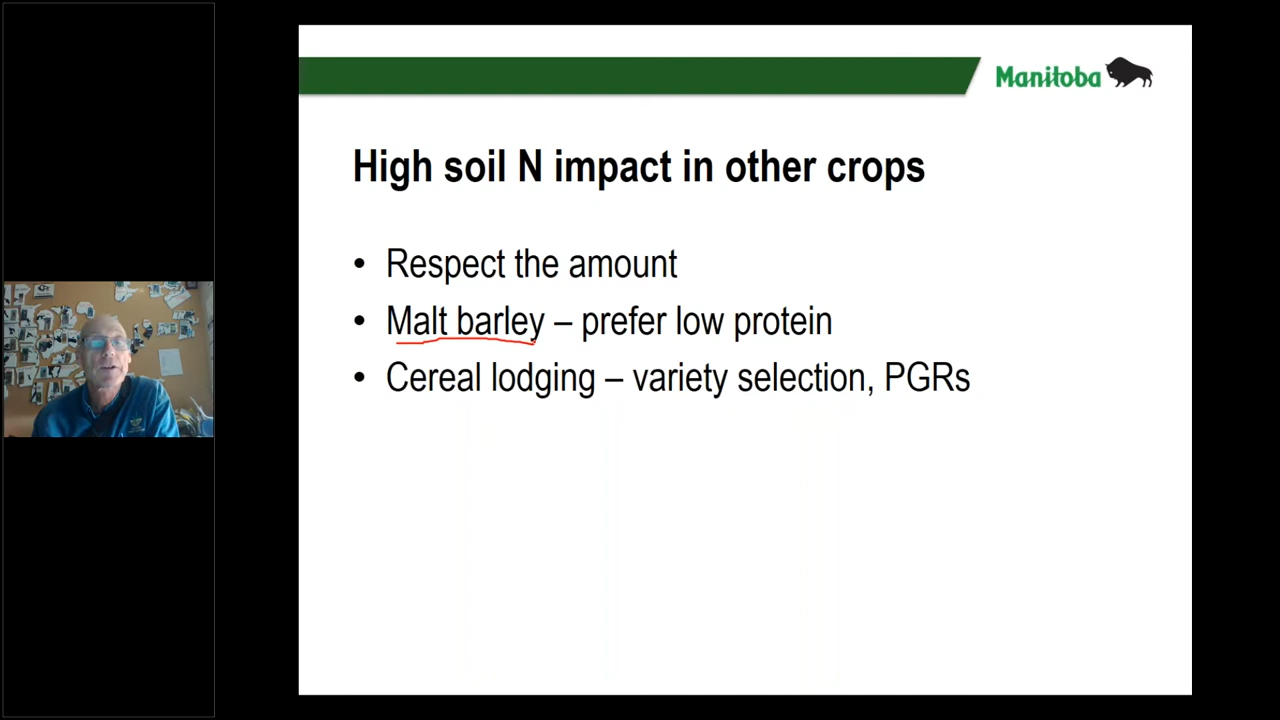 Manitoba
High soil N impact in other crops
• Respect the amount
• Malt barley – prefer low protein
• Cereal lodging – variety selection, PGRs